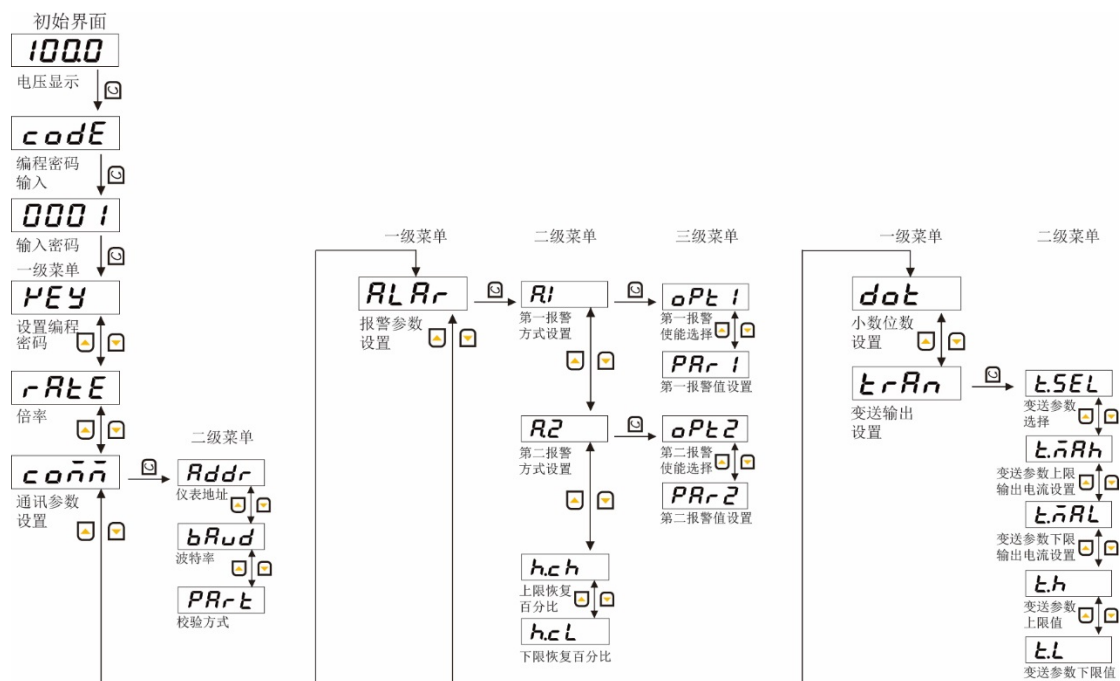 初始界面
100.0
电压显示
codE
编程密码
输入
0001
输入密码
一级菜单
KEY
设置编程
密码
rAtE
倍率
comm
通讯参数
设置
二级菜单
Addr
仪表地址
bAud
波特率
PArt
校验方式
一级菜单
二级菜单
三级菜单
ALAr
报警参数
设置
A.1
第一报警
方式设置
oPt1
第一报警
使能选择
PAr1
第一报警值设置
A.2
第二报警
方式设置
oPt2
第二报警
使能选择
PAr2
第二报警值设置
h.ch
上限恢复
百分比
h.cL
下限恢复百分比
一级菜单
二级菜单
dot
小数位数
设置
trAn
变送输出
设置
t.SEL
变送参数
选择
t.mAh
变送参数上限
输出电流设置
t.mAL
变送参数下限
输出电流设置
t.h
变送参数
上限值
t.L
变送参数下限值